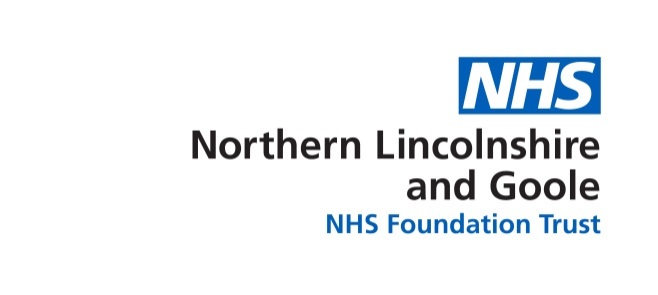 NHS
Northern Lincolnshire
and Goole
NHS Foundation Trust